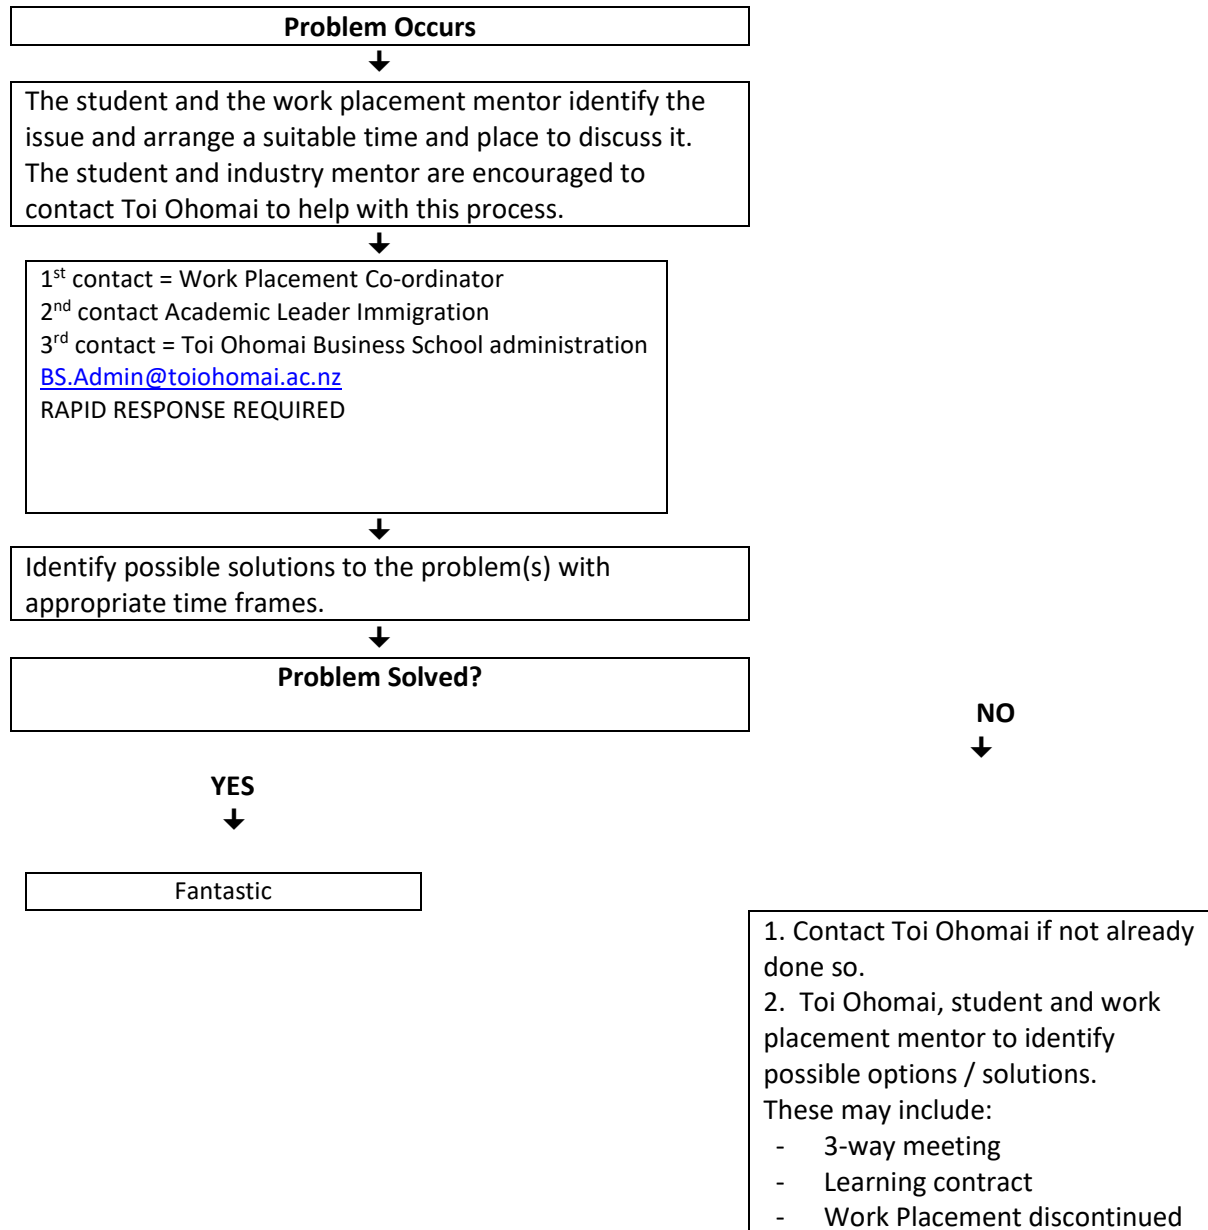 Problem Occurs
The student and the work placement mentor identify the
issue and arrange a suitable time and place to discuss it.
The student and industry mentor are encouraged to
contact Toi Ohomai to help with this process.
1st contact = Work Placement Co-ordinator
2nd contact Academic Leader Immigration
3rd contact = Toi Ohomai Business School administration
BS.Admin@toiohomai.ac.nz
RAPID RESPONSE REQUIRED
Identify possible solutions to the problem(s) with
appropriate time frames.
Problem Solved?
NO
YES
Fantastic
1. Contact Toi Ohomai if not already
done so.
2. Toi Ohomai, student and work
placement mentor to identify
possible options / solutions.
These may include:
- 3-way meeting
- Learning contract
- Work Placement discontinued